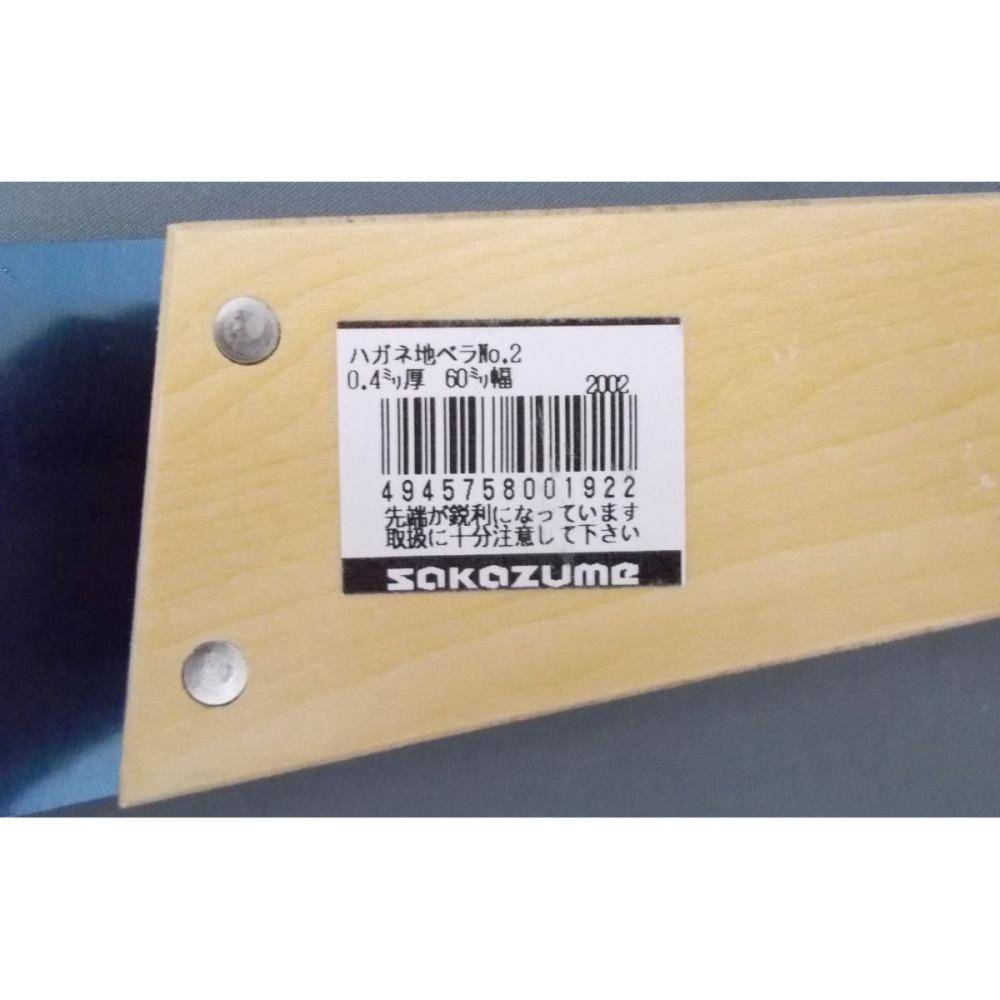 ハガネ地ベラNo.2
0.4㍉厚 60㍉幅 2002
4945758001922
先端が鋭利になっています
取扱に十分注意して下さい
sakazume